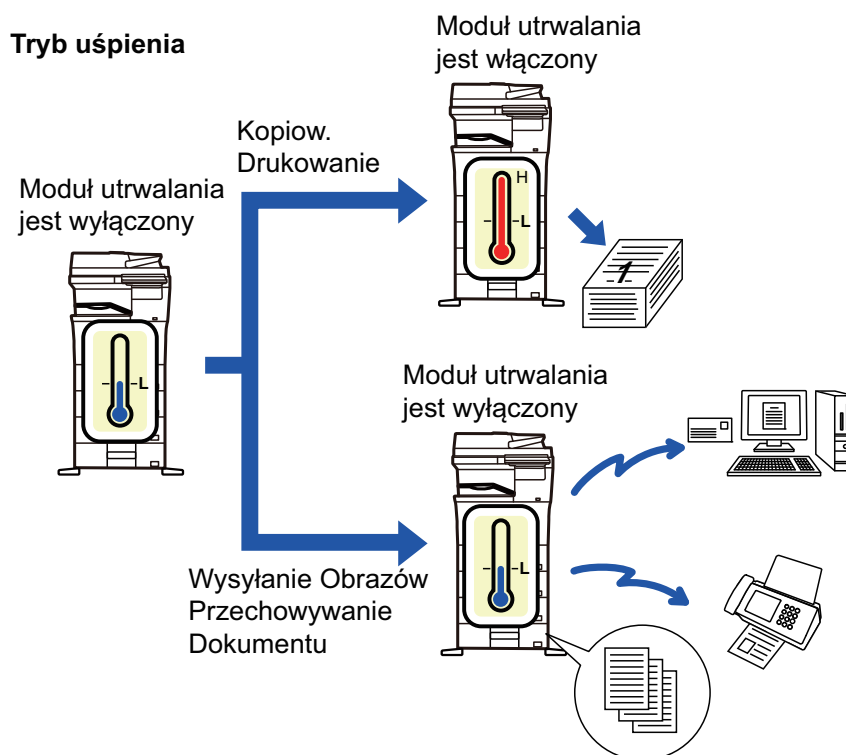 Tryb uśpienia
Moduł utrwalania
jest wyłączony
Kopiow.
Drukowanie
Moduł utrwalania
jest włączony
L
H
L
1
Moduł utrwalania
jest wyłączony
Wysyłanie Obrazów
Przechowywanie
Dokumentu
L